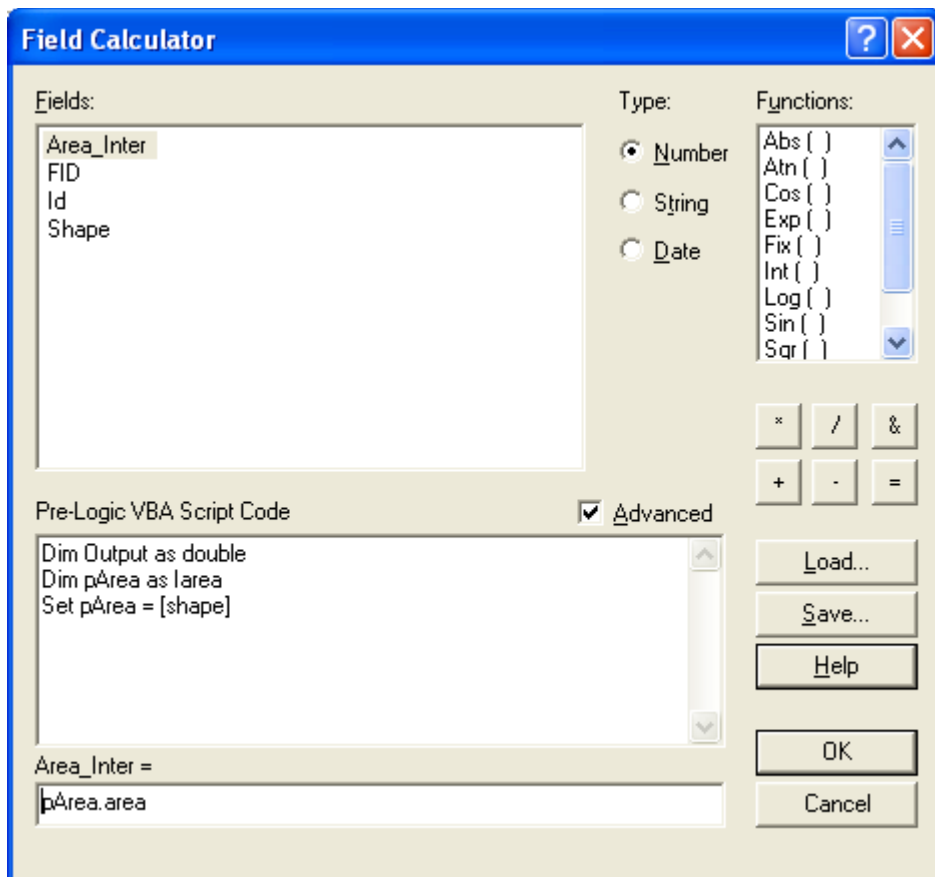 Field Calculator
Fields:
Area_Inter
FID
Id
Shape
Type:
Number
String
Date
Functions:
Abs ( )
Atn ( )
Cos ( )
Exp ( )
Fix ( )
Int ( )
Log ( )
Sin ( )
Sqr ( )
* / &
+ - =
Pre-Logic VBA Script Code
Advanced
Dim Output as double
Dim pArea as Iarea
Set pArea = [shape]
Load...
Save...
Help
Area_Inter =
pArea.area
OK
Cancel